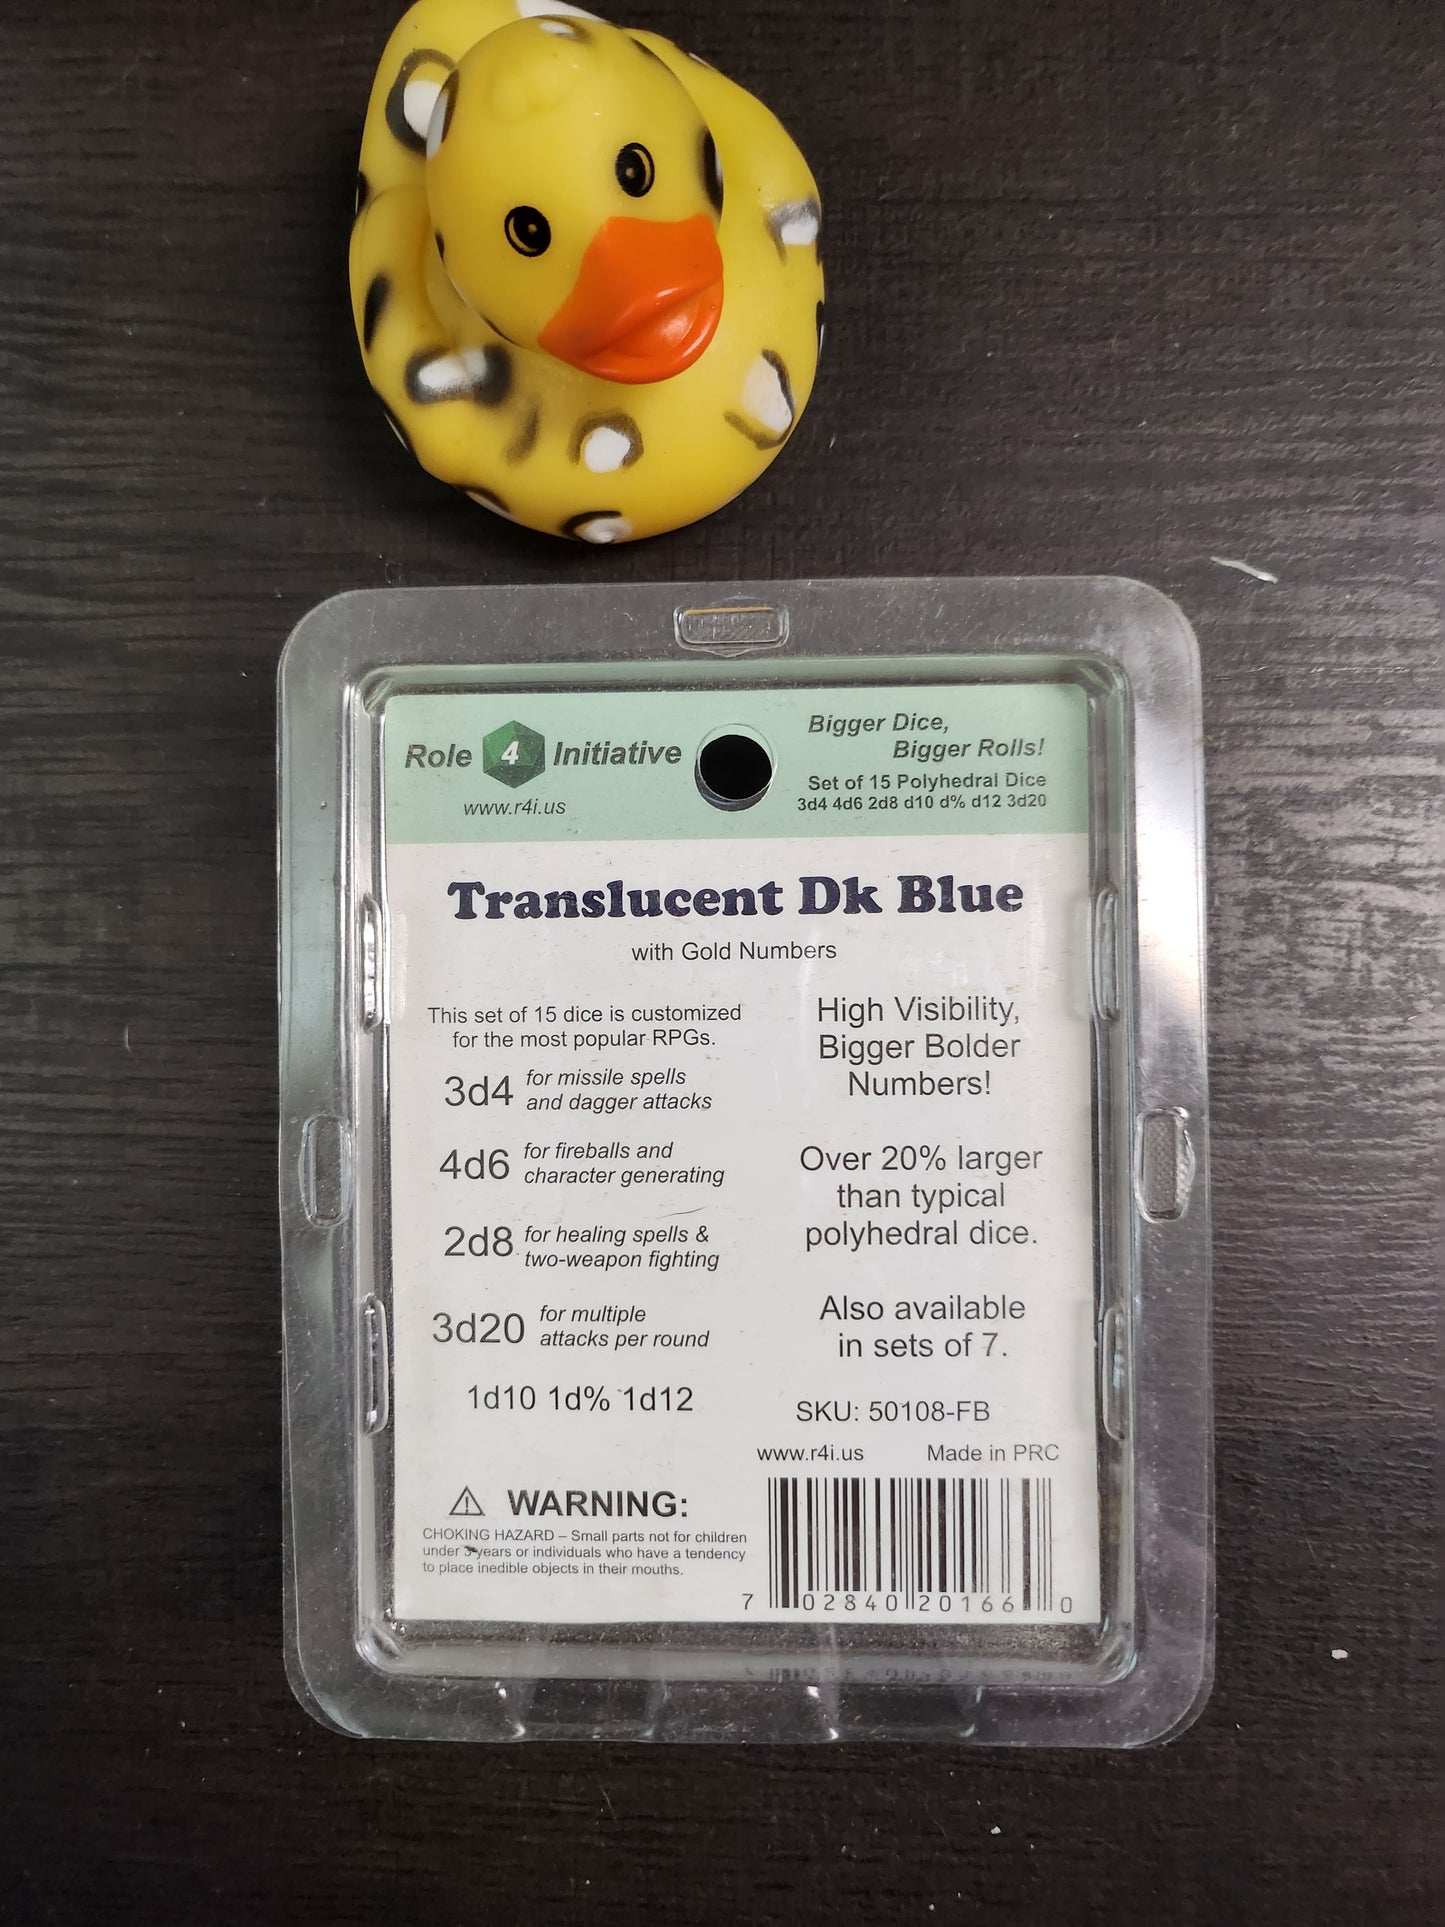 Role 4 Initiative
www.r4i.us
Bigger Dice,
Bigger Rolls!
Set of 15 Polyhedral Dice
3d4 4d6 2d8 d10 d% d12 3d20
Translucent Dk Blue
with Gold Numbers
This set of 15 dice is customized
for the most popular RPGs.
3d4 for missile spells
and dagger attacks
4d6 for fireballs and
character generating
2d8 for healing spells &
two-weapon fighting
3d20 for multiple
attacks per round
1d10 1d% 1d12
High Visibility,
Bigger Bolder
Numbers!
Over 20% larger
than typical
polyhedral dice.
Also available
in sets of 7.
SKU: 50108-FB
www.r4i.us Made in PRC
⚠ WARNING:
CHOKING HAZARD – Small parts not for children
under 3 years or individuals who have a tendency
to place inedible objects in their mouths.
7 02840 20166 0